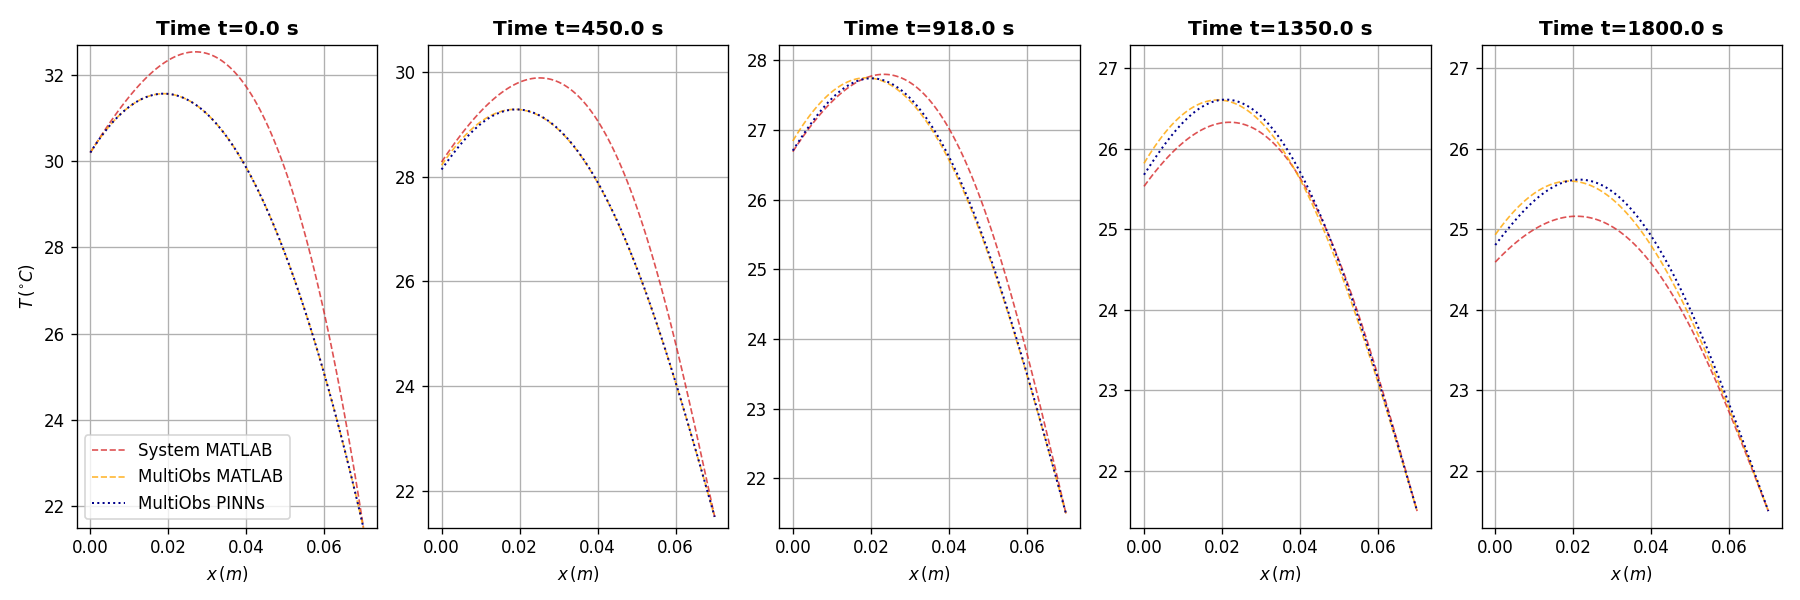 Time t=0.0 s
Time t=450.0 s
Time t=918.0 s
Time t=1350.0 s
Time t=1800.0 s
T (°C)
32
30
28
26
24
22
System MATLAB
MultiObs MATLAB
MultiObs PINNs
0.00 0.02 0.04 0.06
x (m)
30
28
26
24
22
0.00 0.02 0.04 0.06
x (m)
28
27
26
25
24
23
22
0.00 0.02 0.04 0.06
x (m)
27
26
25
24
23
22
0.00 0.02 0.04 0.06
x (m)
27
26
25
24
23
22
0.00 0.02 0.04 0.06
x (m)